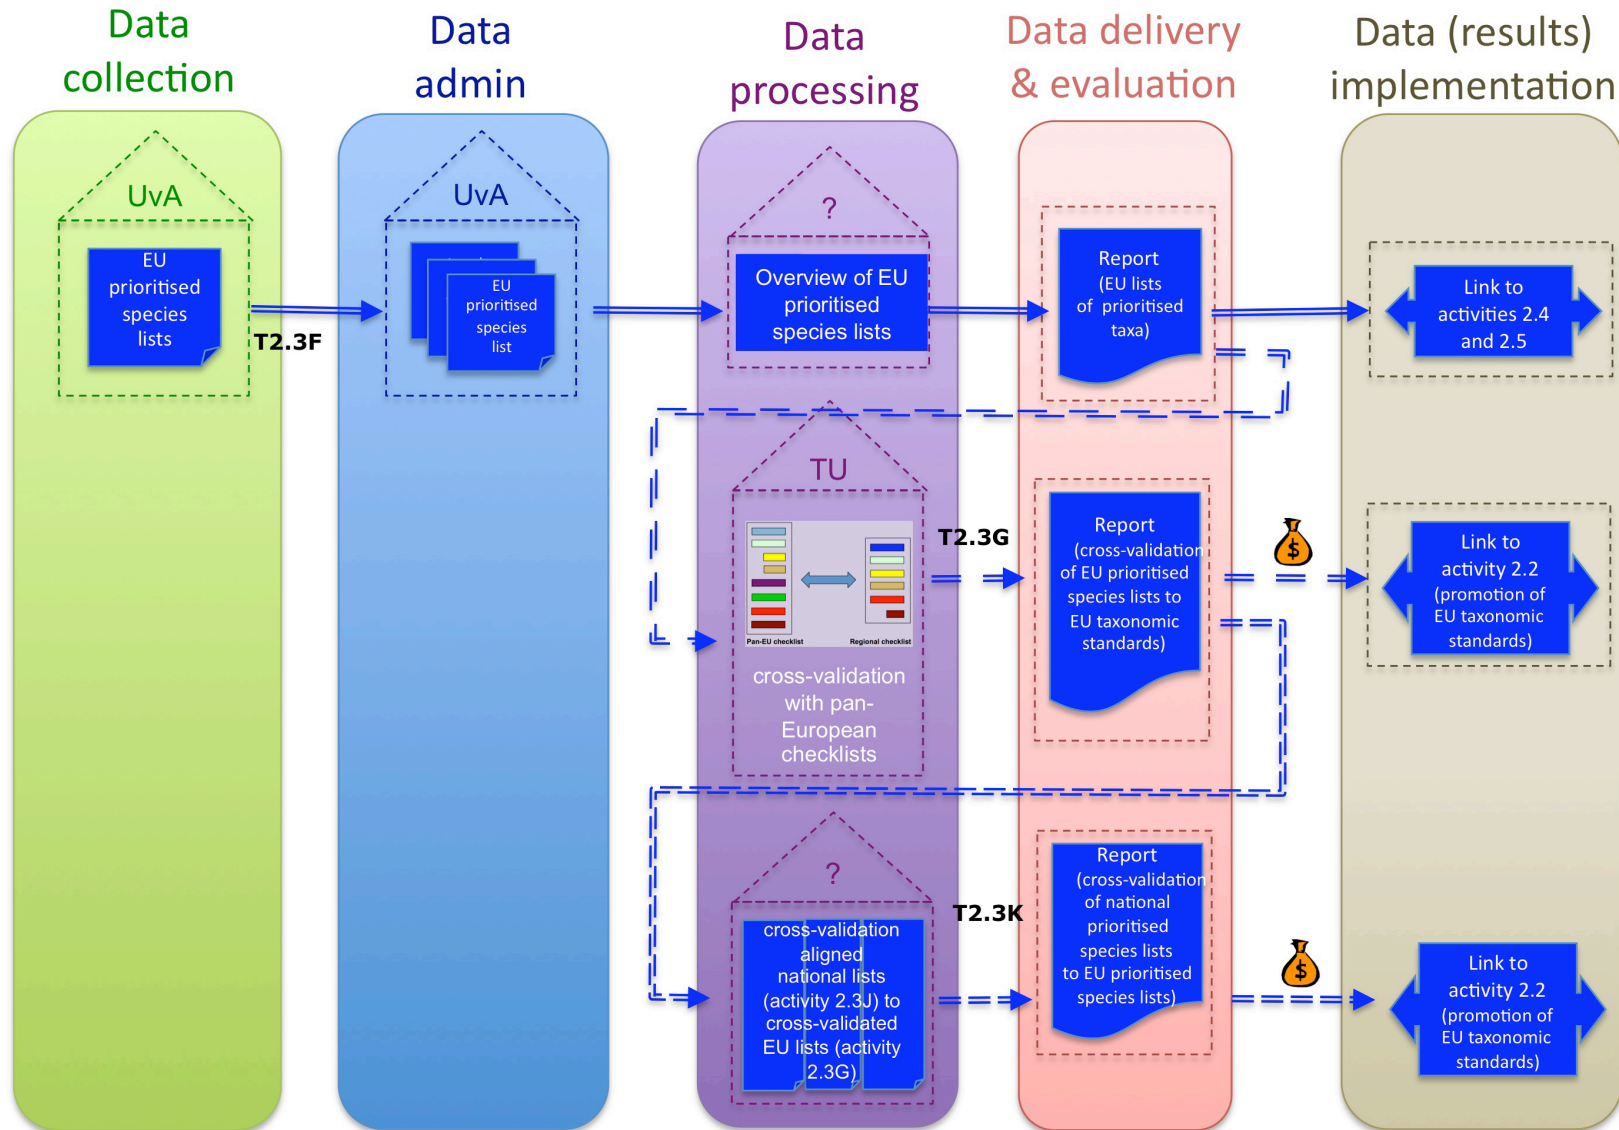 Data
collection
Data
admin
Data
processing
Data delivery
& evaluation
Data (results)
implementation
UvA
EU
prioritised
species
lists
T2.3F
UvA
EU
prioritised
species
list
?
Overview of EU
prioritised
species lists
Report
(EU lists
of prioritised
taxa)
Link to
activities 2.4
and 2.5
TU
Pan-EU checklist
Regional checklist
cross-validation
with pan-
European
checklists
T2.3G
Report
(cross-validation
of EU prioritised
species lists to
EU taxonomic
standards)
$
Link to
activity 2.2
(promotion of
EU taxonomic
standards)
?
cross-validation
aligned
national lists
(activity 2.3J) to
cross-validated
EU lists (activity
2.3G)
T2.3K
Report
(cross-validation
of national
prioritised
species lists
to EU prioritised
species lists)
$
Link to
activity 2.2
(promotion of
EU taxonomic
standards)